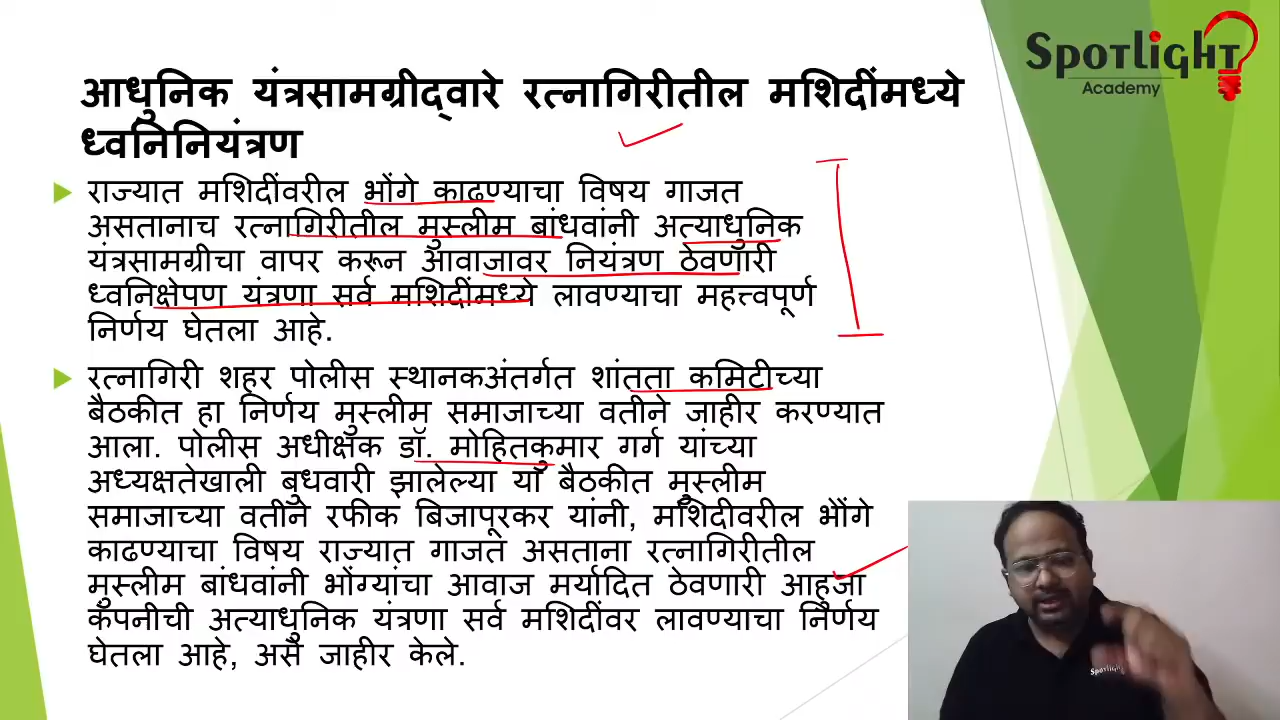 Spotlight
Academy
आधुनिक यंत्रसामग्रीद्वारे रत्नागिरीतील मशिदींमध्ये
ध्वनिनियंत्रण
राज्यात मशिदींवरील भोंगे काढण्याचा विषय गाजत
असतानाच रत्नागिरीतील मुस्लीम बांधवांनी अत्याधुनिक
यंत्रसामग्रीचा वापर करून आवाजावर नियंत्रण ठेवणारी
ध्वनिक्षेपण यंत्रणा सर्व मशिदींमध्ये लावण्याचा महत्त्वपूर्ण
निर्णय घेतला आहे.
रत्नागिरी शहर पोलीस स्थानकअंतर्गत शांतता कमिटीच्या
बैठकीत हा निर्णय मुस्लीम समाजाच्या वतीने जाहीर करण्यात
आला. पोलीस अधीक्षक डॉ. मोहितकुमार गर्ग यांच्या
अध्यक्षतेखाली बुधवारी झालेल्या या बैठकीत मुस्लीम
समाजाच्या वतीने रफीक बिजापूरकर यांनी, मशिदीवरील भोंगे
काढण्याचा विषय राज्यात गाजत असताना रत्नागिरीतील
मुस्लीम बांधवांनी भोंग्यांचा आवाज मर्यादित ठेवणारी आहुजा
कंपनीची अत्याधुनिक यंत्रणा सर्व मशिदींवर लावण्याचा निर्णय
घेतला आहे, असे जाहीर केले.
Spotlight